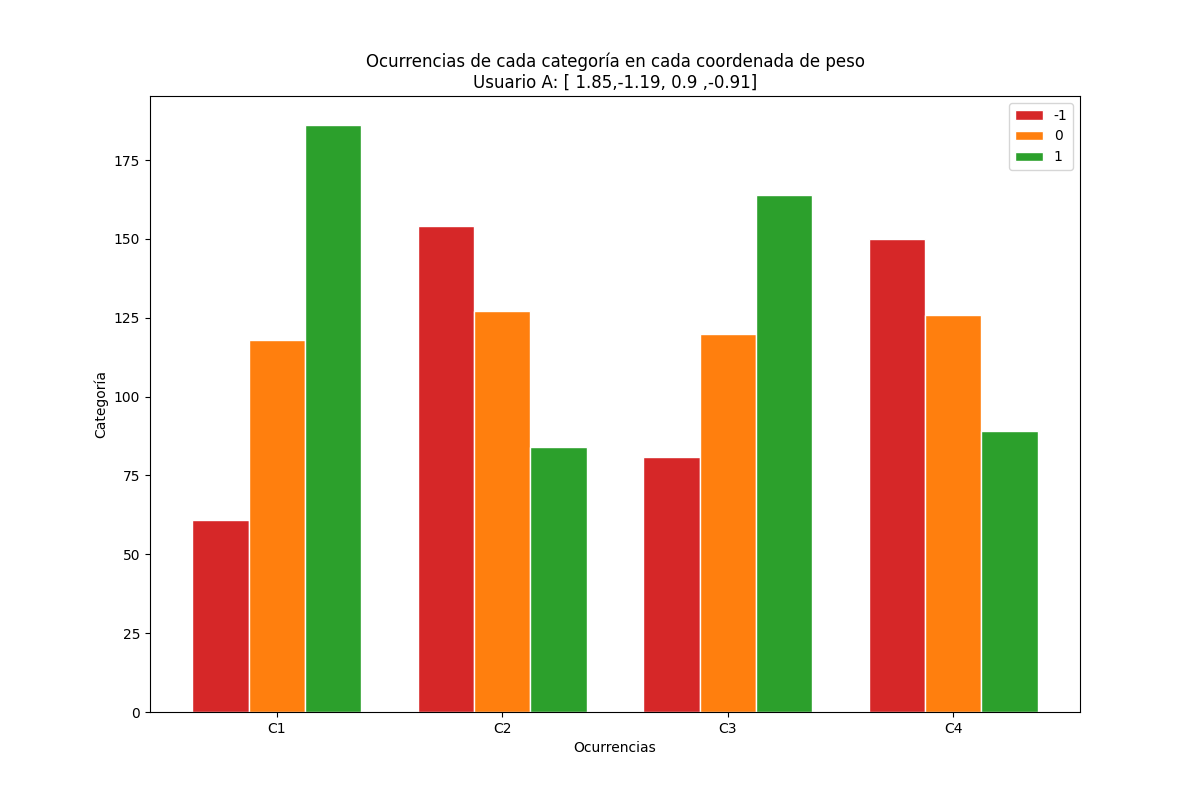 Ocurrencias de cada categoría en cada coordenada de peso
Usuario A: [ 1.85,-1.19, 0.9 ,-0.91]
-1
0
1
175
150
125
100
75
50
25
0
Categoría
C1 C2 C3 C4
Ocurrencias